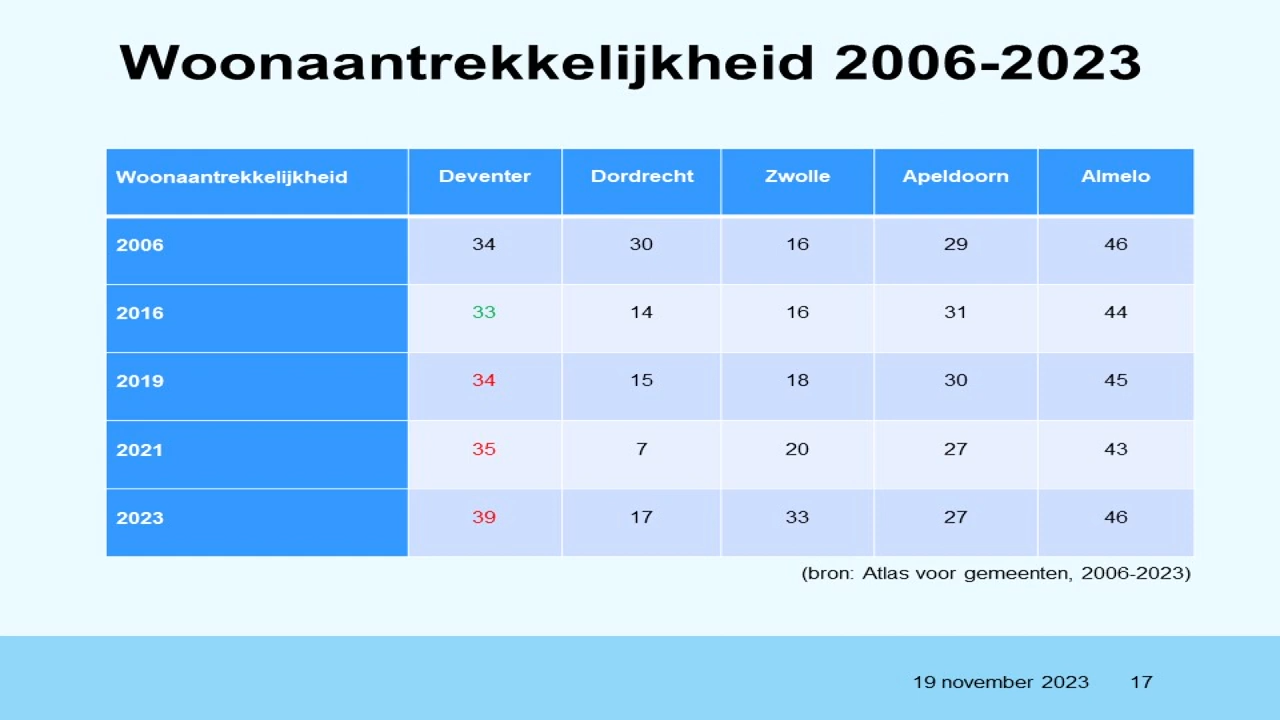 Woonaantrekkelijkheid 2006-2023
Woonaantrekkelijkheid Deventer Dordrecht Zwolle Apeldoorn Almelo
2006 34 30 16 29 46
2016 33 14 16 31 44
2019 34 15 18 30 45
2021 35 7 20 27 43
2023 39 17 33 27 46
(bron: Atlas voor gemeenten, 2006-2023)
19 november 2023 17